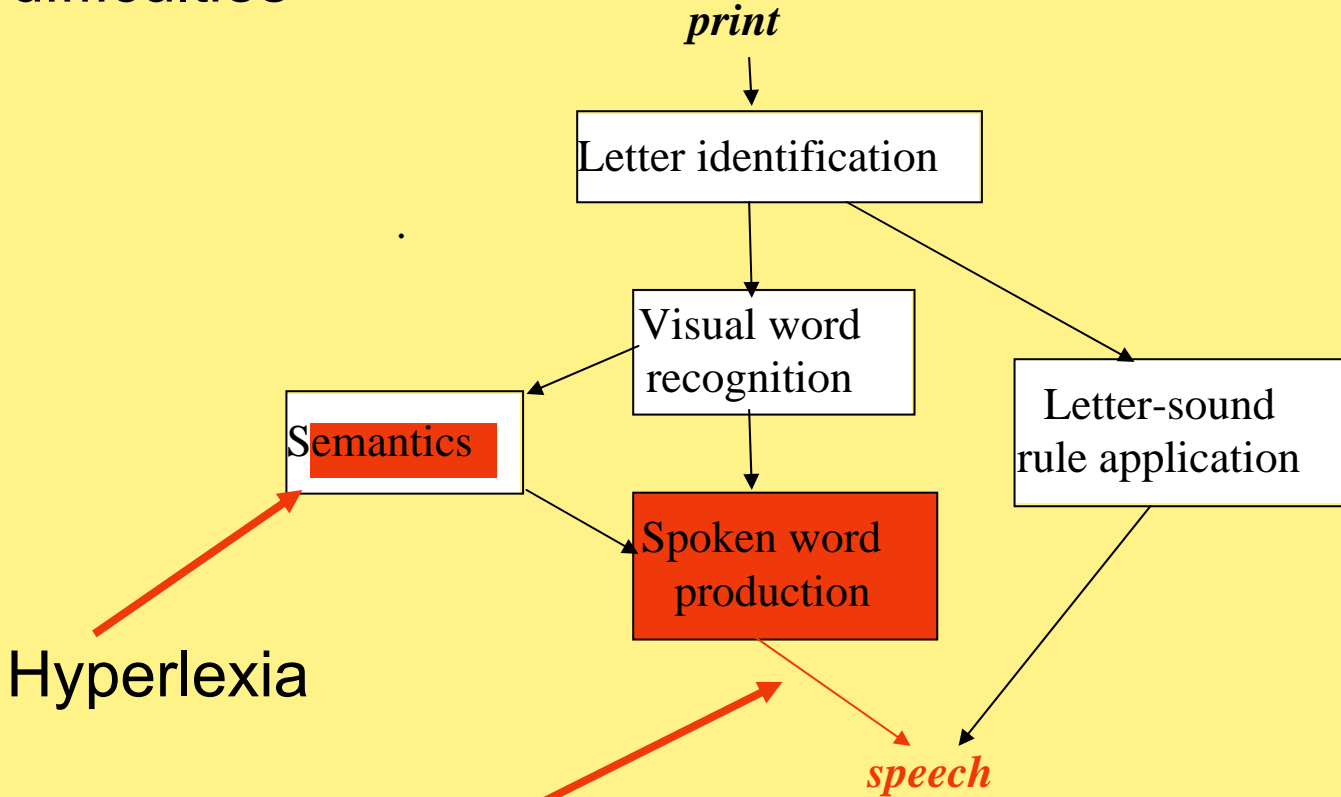 print
Letter identification
.
Visual word
recognition
Semantics
Letter-sound
rule application
Spoken word
production
Hyperlexia
speech